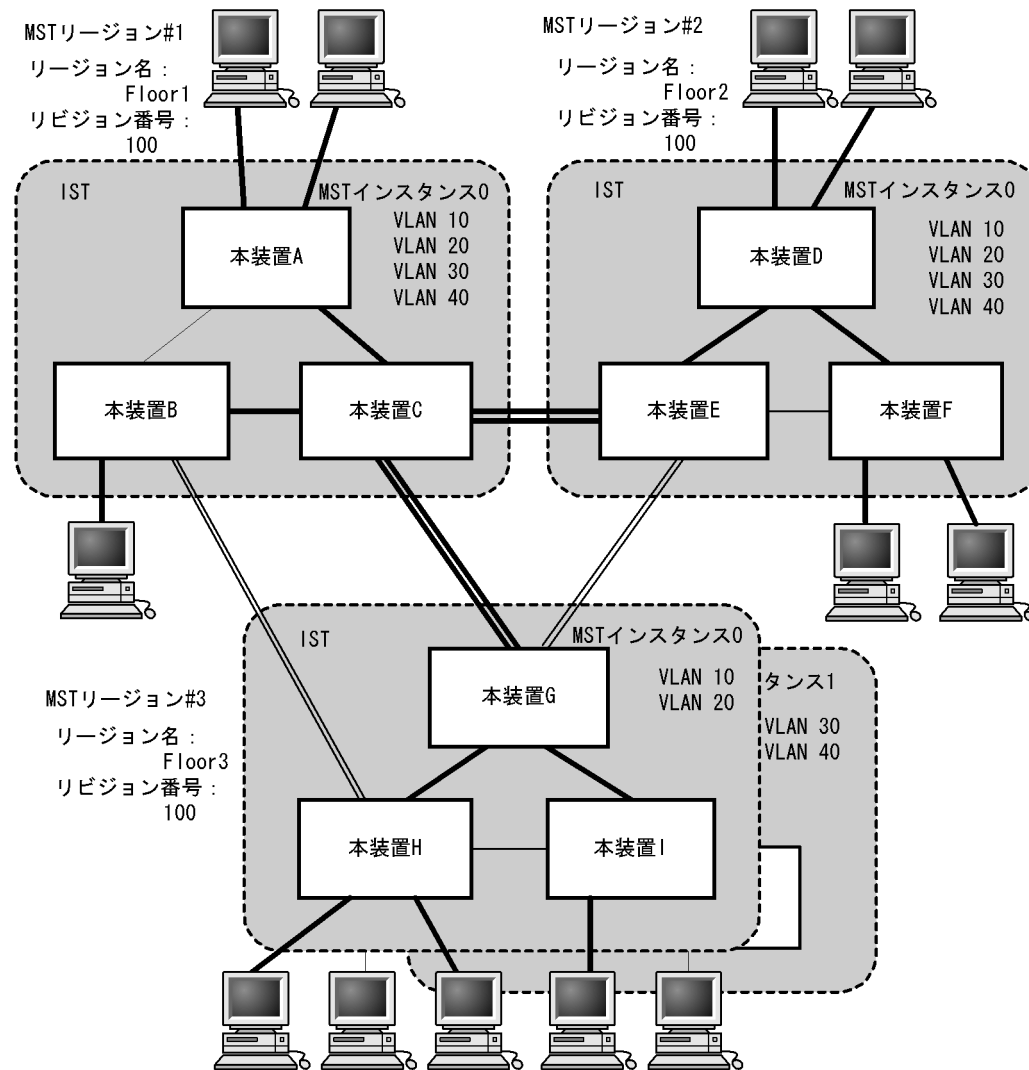 MSTリージョン#1
リージョン名：
Floor1
リビジョン番号：
100
MSTリージョン#2
リージョン名：
Floor2
リビジョン番号：
100
IST
MSTインスタンス0
VLAN 10
VLAN 20
VLAN 30
VLAN 40
本装置A
本装置B
本装置C
IST
MSTインスタンス0
VLAN 10
VLAN 20
VLAN 30
VLAN 40
本装置D
本装置E
本装置F
MSTリージョン#3
リージョン名：
Floor3
リビジョン番号：
100
IST
MSTインスタンス0
VLAN 10
VLAN 20
本装置G
本装置H
本装置I
タンス1
VLAN 30
VLAN 40